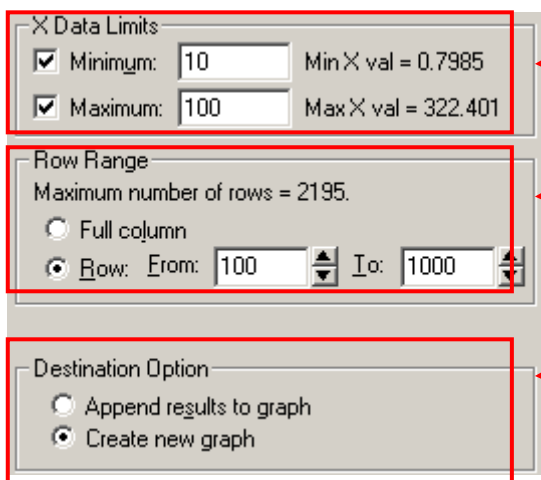 X Data Limits
Minimum: 10 Min X val = 0.7985
Maximum: 100 Max X val = 322.401
Row Range
Maximum number of rows = 2195.
Full column
Row: From: 100 To: 1000
Destination Option
Append results to graph
Create new graph